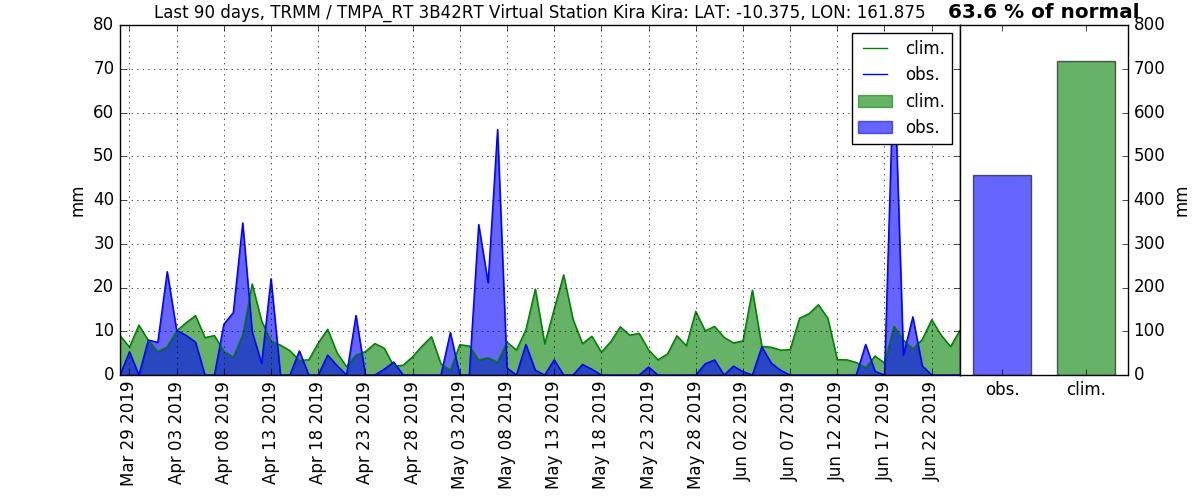 Last 90 days, TRMM / TMPA_RT 3B42RT Virtual Station Kira Kira: LAT: -10.375, LON: 161.875
63.6 % of normal
80
70
60
50
40
30
20
10
0
mm
clim.
obs.
clim.
obs.
800
700
600
500
400
300
200
100
0
mm
Mar 29 2019
Apr 03 2019
Apr 08 2019
Apr 13 2019
Apr 18 2019
Apr 23 2019
Apr 28 2019
May 03 2019
May 08 2019
May 13 2019
May 18 2019
May 23 2019
May 28 2019
Jun 02 2019
Jun 07 2019
Jun 12 2019
Jun 17 2019
Jun 22 2019
obs.
clim.